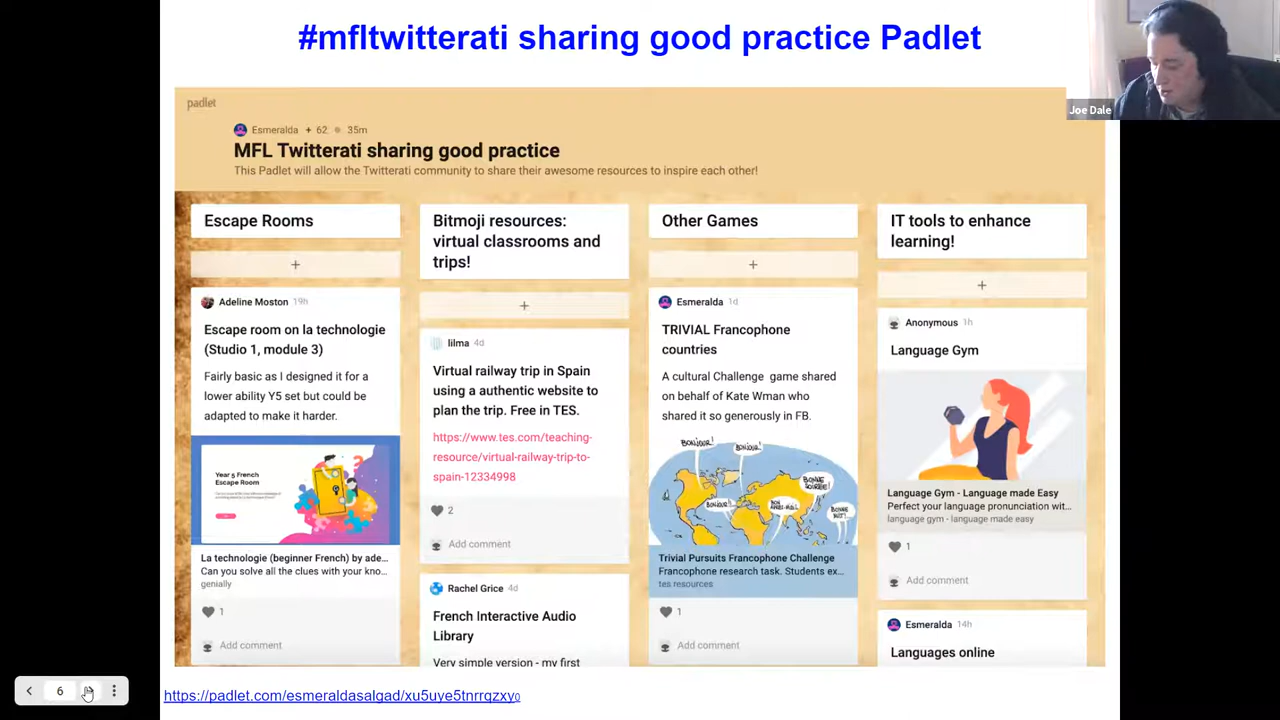 #mfltwitterati sharing good practice Padlet
Joe Dale
padlet
Esmeralda + 62 35m
MFL Twitterati sharing good practice
This Padlet will allow the Twitterati community to share their awesome resources to inspire each other!
Escape Rooms
+
Adeline Moston 19h
Escape room on la technologie
(Studio 1, module 3)
Fairly basic as I designed it for a
lower ability Y5 set but could be
adapted to make it harder.
Year 5 French
Escape Room
La technologie (beginner French) by ade...
Can you solve all the clues with your kno...
genially
1
Add comment
Bitmoji resources:
virtual classrooms and
trips!
+
lilma 4d
Virtual railway trip in Spain
using a authentic website to
plan the trip. Free in TES.
https://www.tes.com/teaching-
resource/virtual-railway-trip-to-
spain-12334998
2
Add comment
Rachel Grice 4d
French Interactive Audio
Library
Very simple version - my first
Other Games
+
Esmeralda 1d
TRIVIAL Francophone
countries
A cultural Challenge game shared
on behalf of Kate Wman who
shared it so generously in FB.
BONJOUR!
BONJOUR!
BONNE
SOIRÉE!
BONJOUR!
BON
APRES-MIDI!
BONNE
NUIT!
Trivial Pursuits Francophone Challenge
Francophone research task. Students ex...
tes resources
1
Add comment
IT tools to enhance
learning!
+
Anonymous 1h
Language Gym
Language Gym - Language made Easy
Perfect your language pronunciation wit...
language gym - language made easy
1
Add comment
Esmeralda 14h
Languages online
6
https://padlet.com/esmeraldasalgad/xu5uye5tnrrqzxy0